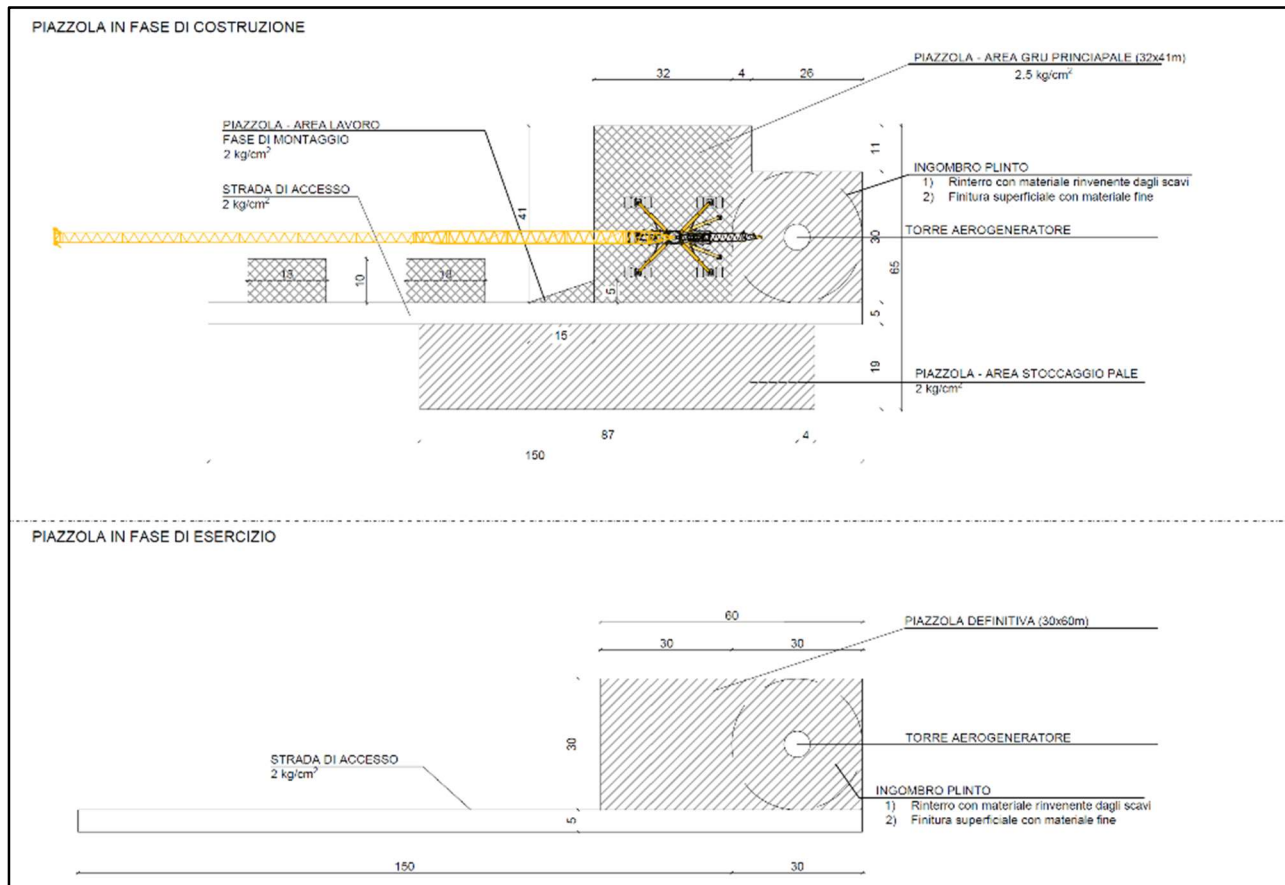 PIAZZOLA IN FASE DI COSTRUZIONE
PIAZZOLA - AREA GRU PRINCIAPALE (32x41m)
2.5 kg/cm²
32
4
26
PIAZZOLA - AREA LAVORO
FASE DI MONTAGGIO
2 kg/cm²
11
INGOMBRO PLINTO
1) Rinterro con materiale rinvenente dagli scavi
2) Finitura superficiale con materiale fine
STRADA DI ACCESSO
2 kg/cm²
41
TORRE AEROGENERATORE
30
65
13
10
18
5
5
15
19
PIAZZOLA - AREA STOCCAGGIO PALE
2 kg/cm²
87
4
150
PIAZZOLA IN FASE DI ESERCIZIO
60
PIAZZOLA DEFINITIVA (30x60m)
30
30
30
TORRE AEROGENERATORE
STRADA DI ACCESSO
2 kg/cm²
INGOMBRO PLINTO
1) Rinterro con materiale rinvenente dagli scavi
2) Finitura superficiale con materiale fine
5
150
30